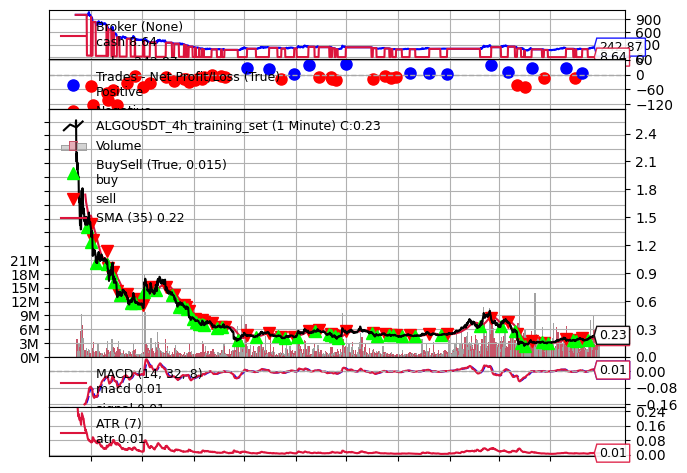 Broker (None)
cash 8.64
900
600
300
242.87
8.64
Trades - Net Profit/Loss (True)
Positive
Negative
60
0
−60
−120
ALGOUSDT_4h_training_set (1 Minute) C:0.23
Volume
BuySell (True, 0.015)
buy
sell
SMA (35) 0.22
21M
18M
15M
12M
9M
6M
3M
0M
2.4
2.1
1.8
1.5
1.2
0.9
0.6
0.3
0.23
0.0
MACD (14, 32, 8)
macd 0.01
signal 0.01
0.01
0.00
−0.08
−0.16
ATR (7)
atr 0.01
0.24
0.16
0.08
0.01
0.00